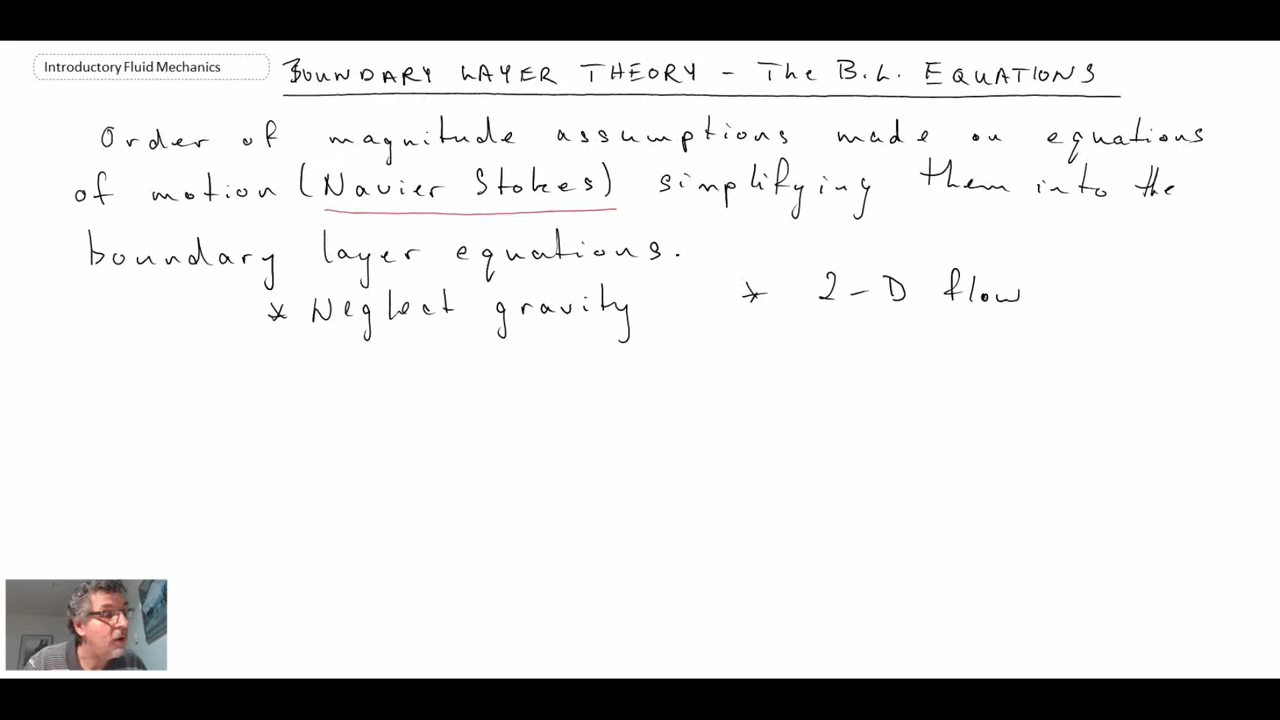 Introductory Fluid Mechanics
BOUNDARY LAYER THEORY - The B.L. EQUATIONS
Order of magnitude assumptions made on equations
of motion (Navier Stokes) simplifying them into the
boundary layer equations.
* Neglect gravity * 2-D flow